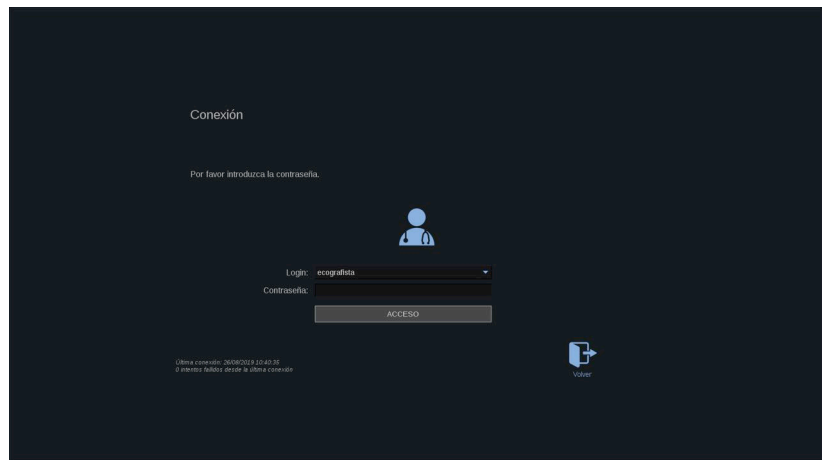 Conexión
Por favor introduzca la contraseña.
Login: ecografista
Contraseña:
ACCESO
Última conexión: 26/08/2019 10:40:35
0 intentos fallidos desde la última conexión
Volver